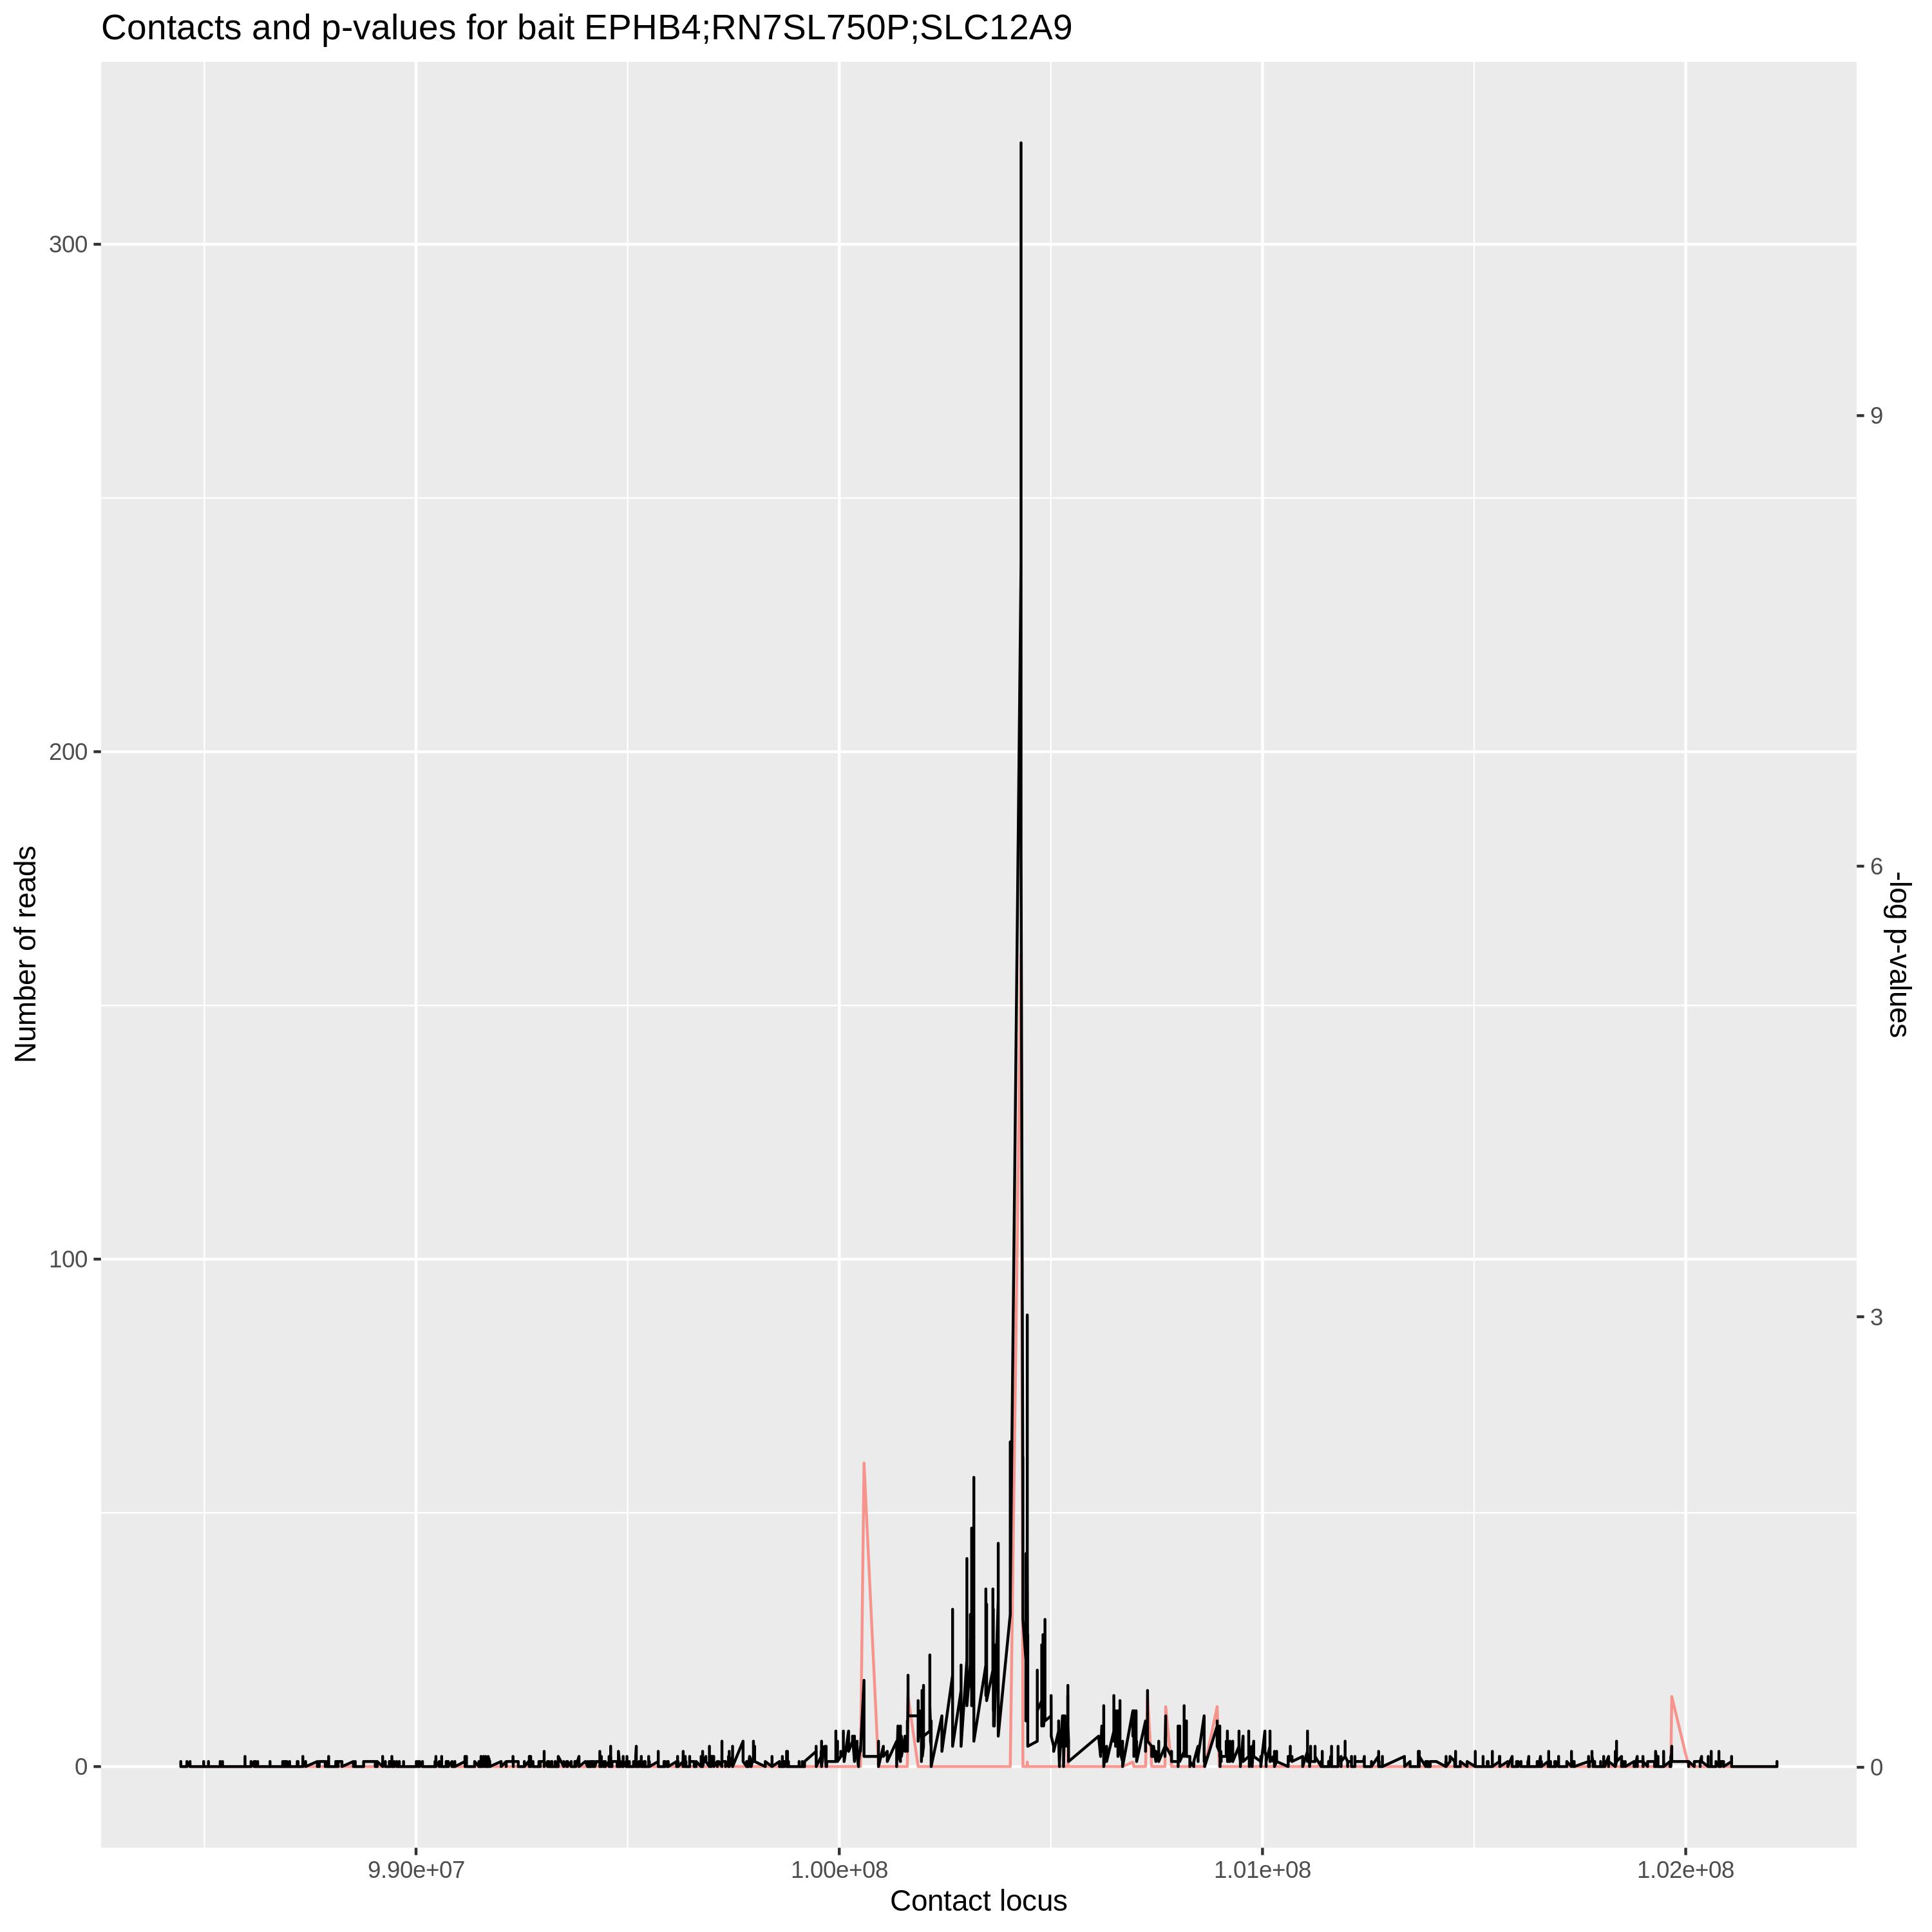 Contacts and p-values for bait EPHB4;RN7SL750P;SLC12A9
300
200
100
0
Number of reads
9
6
3
0
-log p-values
9.90e+07
1.00e+08
1.01e+08
1.02e+08
Contact locus